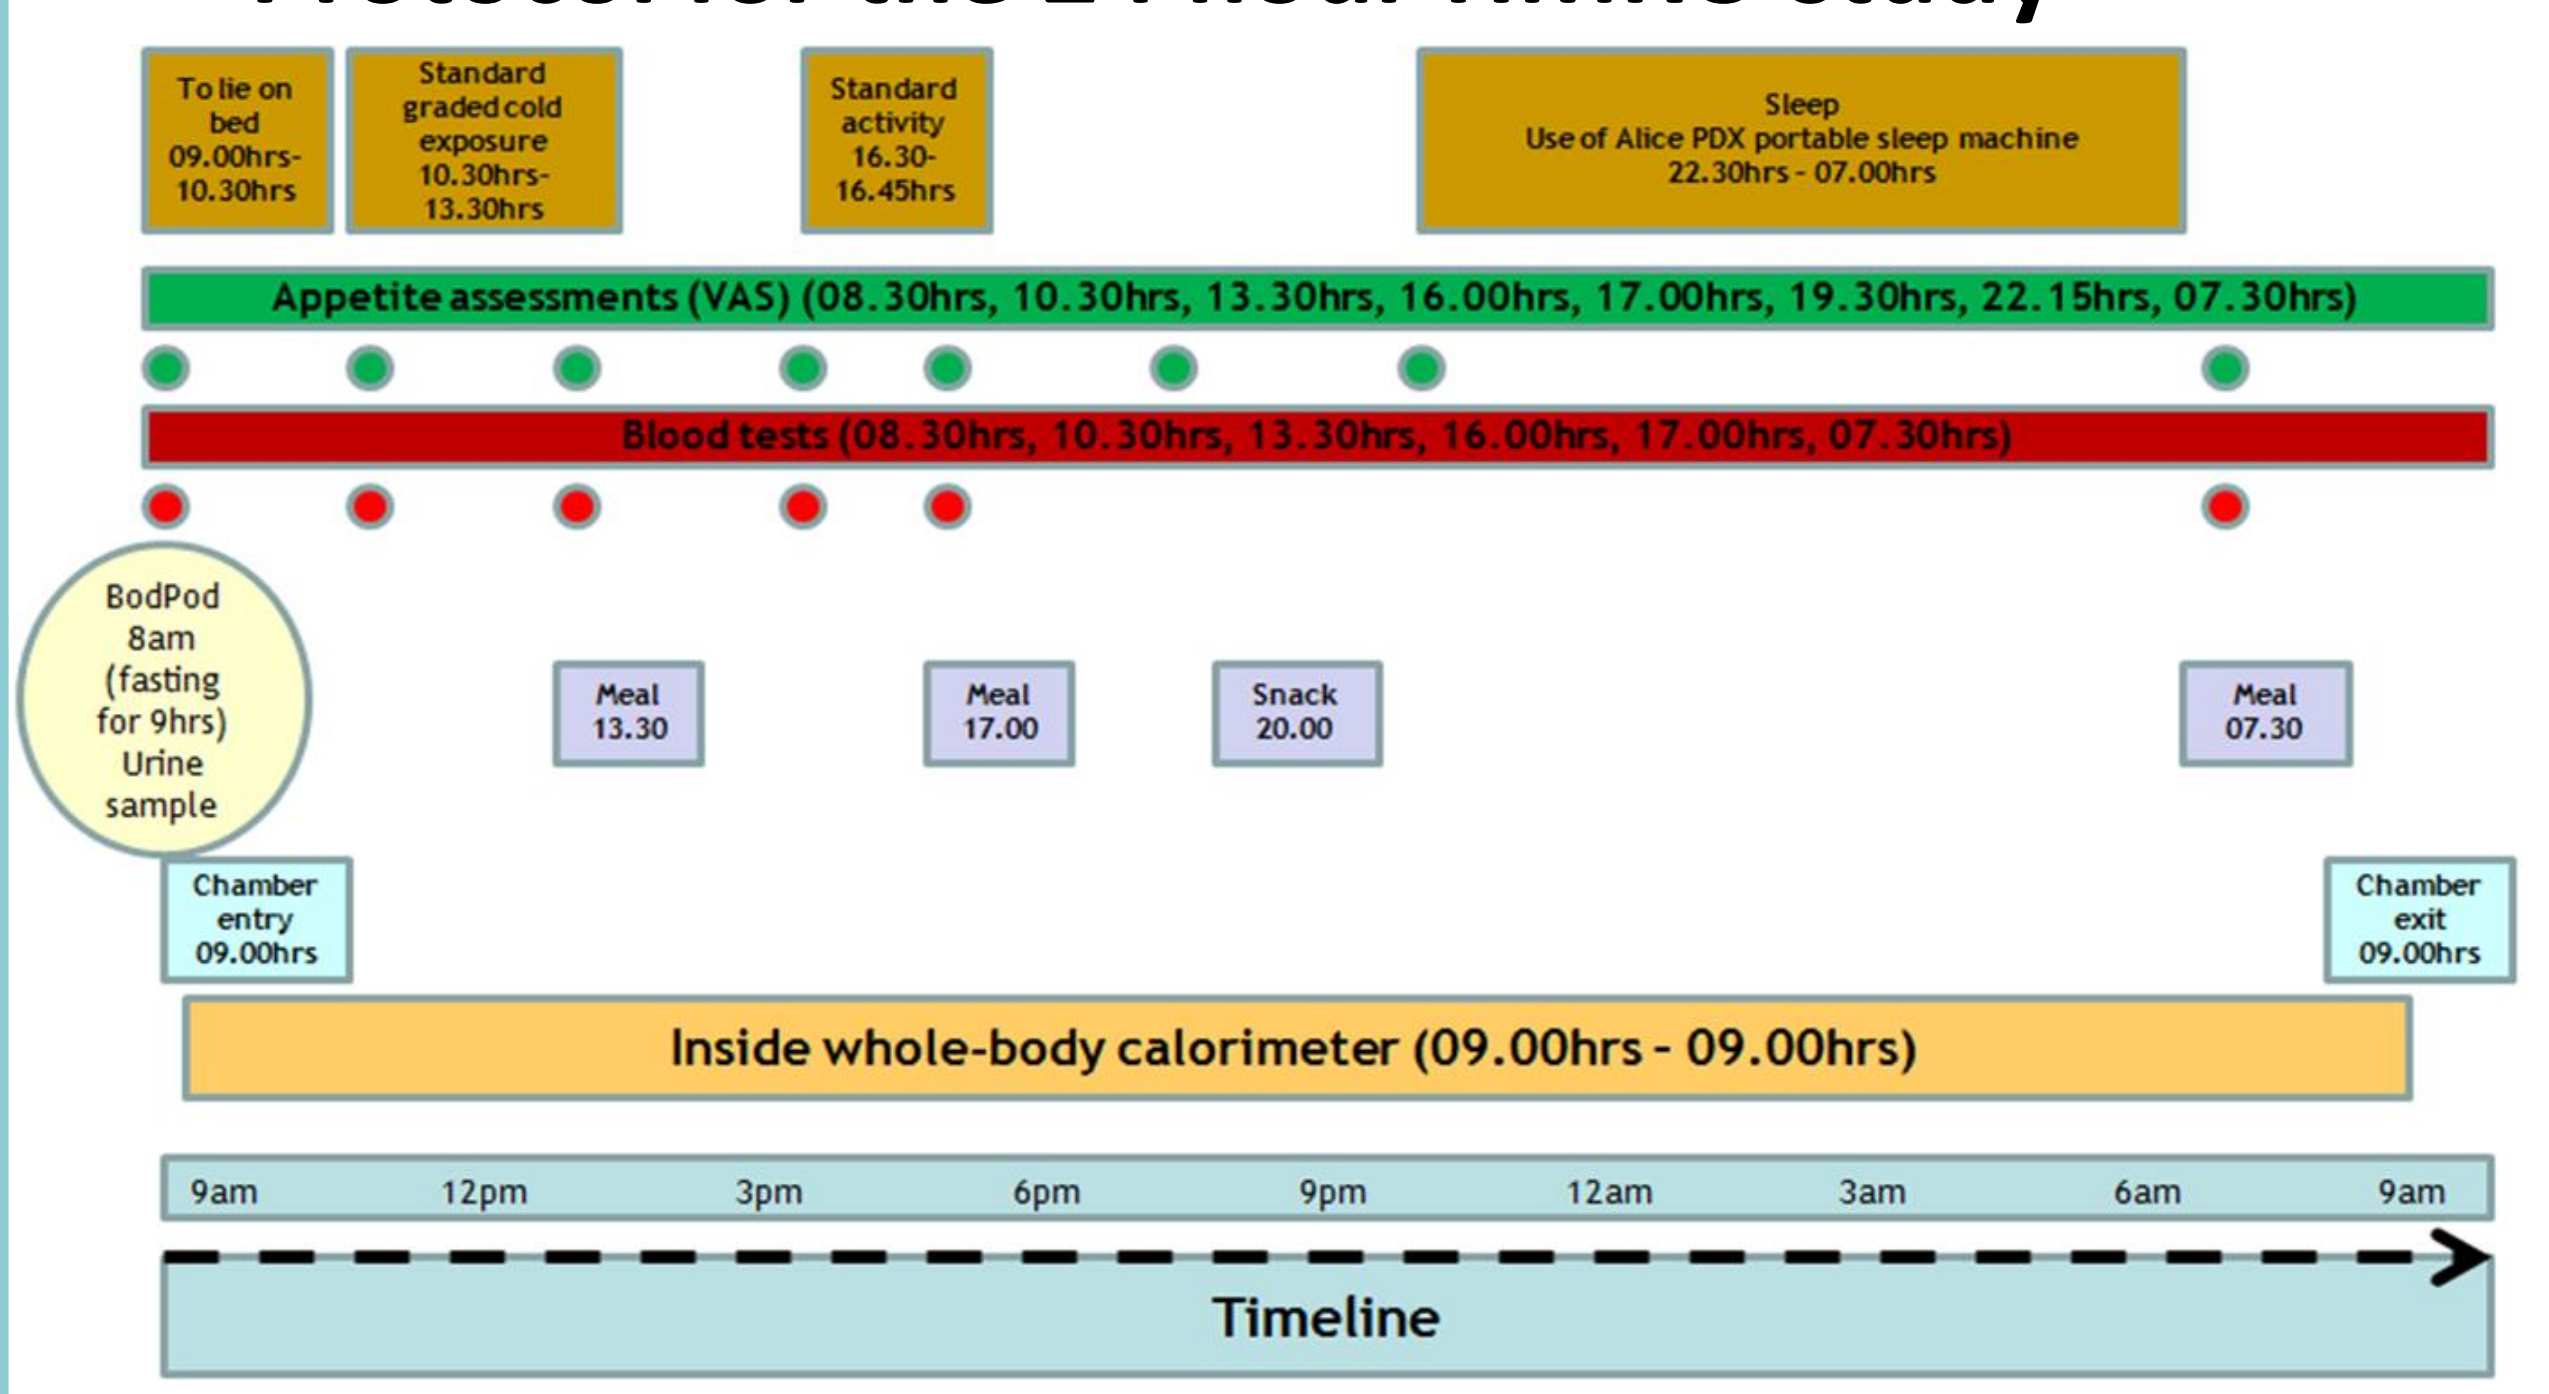 To lie on
bed
09.00hrs-
10.30hrs
Standard
graded cold
exposure
10.30hrs-
13.30hrs
Standard
activity
16.30-
16.45hrs
Sleep
Use of Alice PDX portable sleep machine
22.30hrs - 07.00hrs
Appetite assessments (VAS) (08.30hrs, 10.30hrs, 13.30hrs, 16.00hrs, 17.00hrs, 19.30hrs, 22.15hrs, 07.30hrs)
Blood tests (08.30hrs, 10.30hrs, 13.30hrs, 16.00hrs, 17.00hrs, 07.30hrs)
BodPod
8am
(fasting
for 9hrs)
Urine
sample
Meal
13.30
Meal
17.00
Snack
20.00
Meal
07.30
Chamber
entry
09.00hrs
Chamber
exit
09.00hrs
Inside whole-body calorimeter (09.00hrs - 09.00hrs)
9am 12pm 3pm 6pm 9pm 12am 3am 6am 9am
Timeline